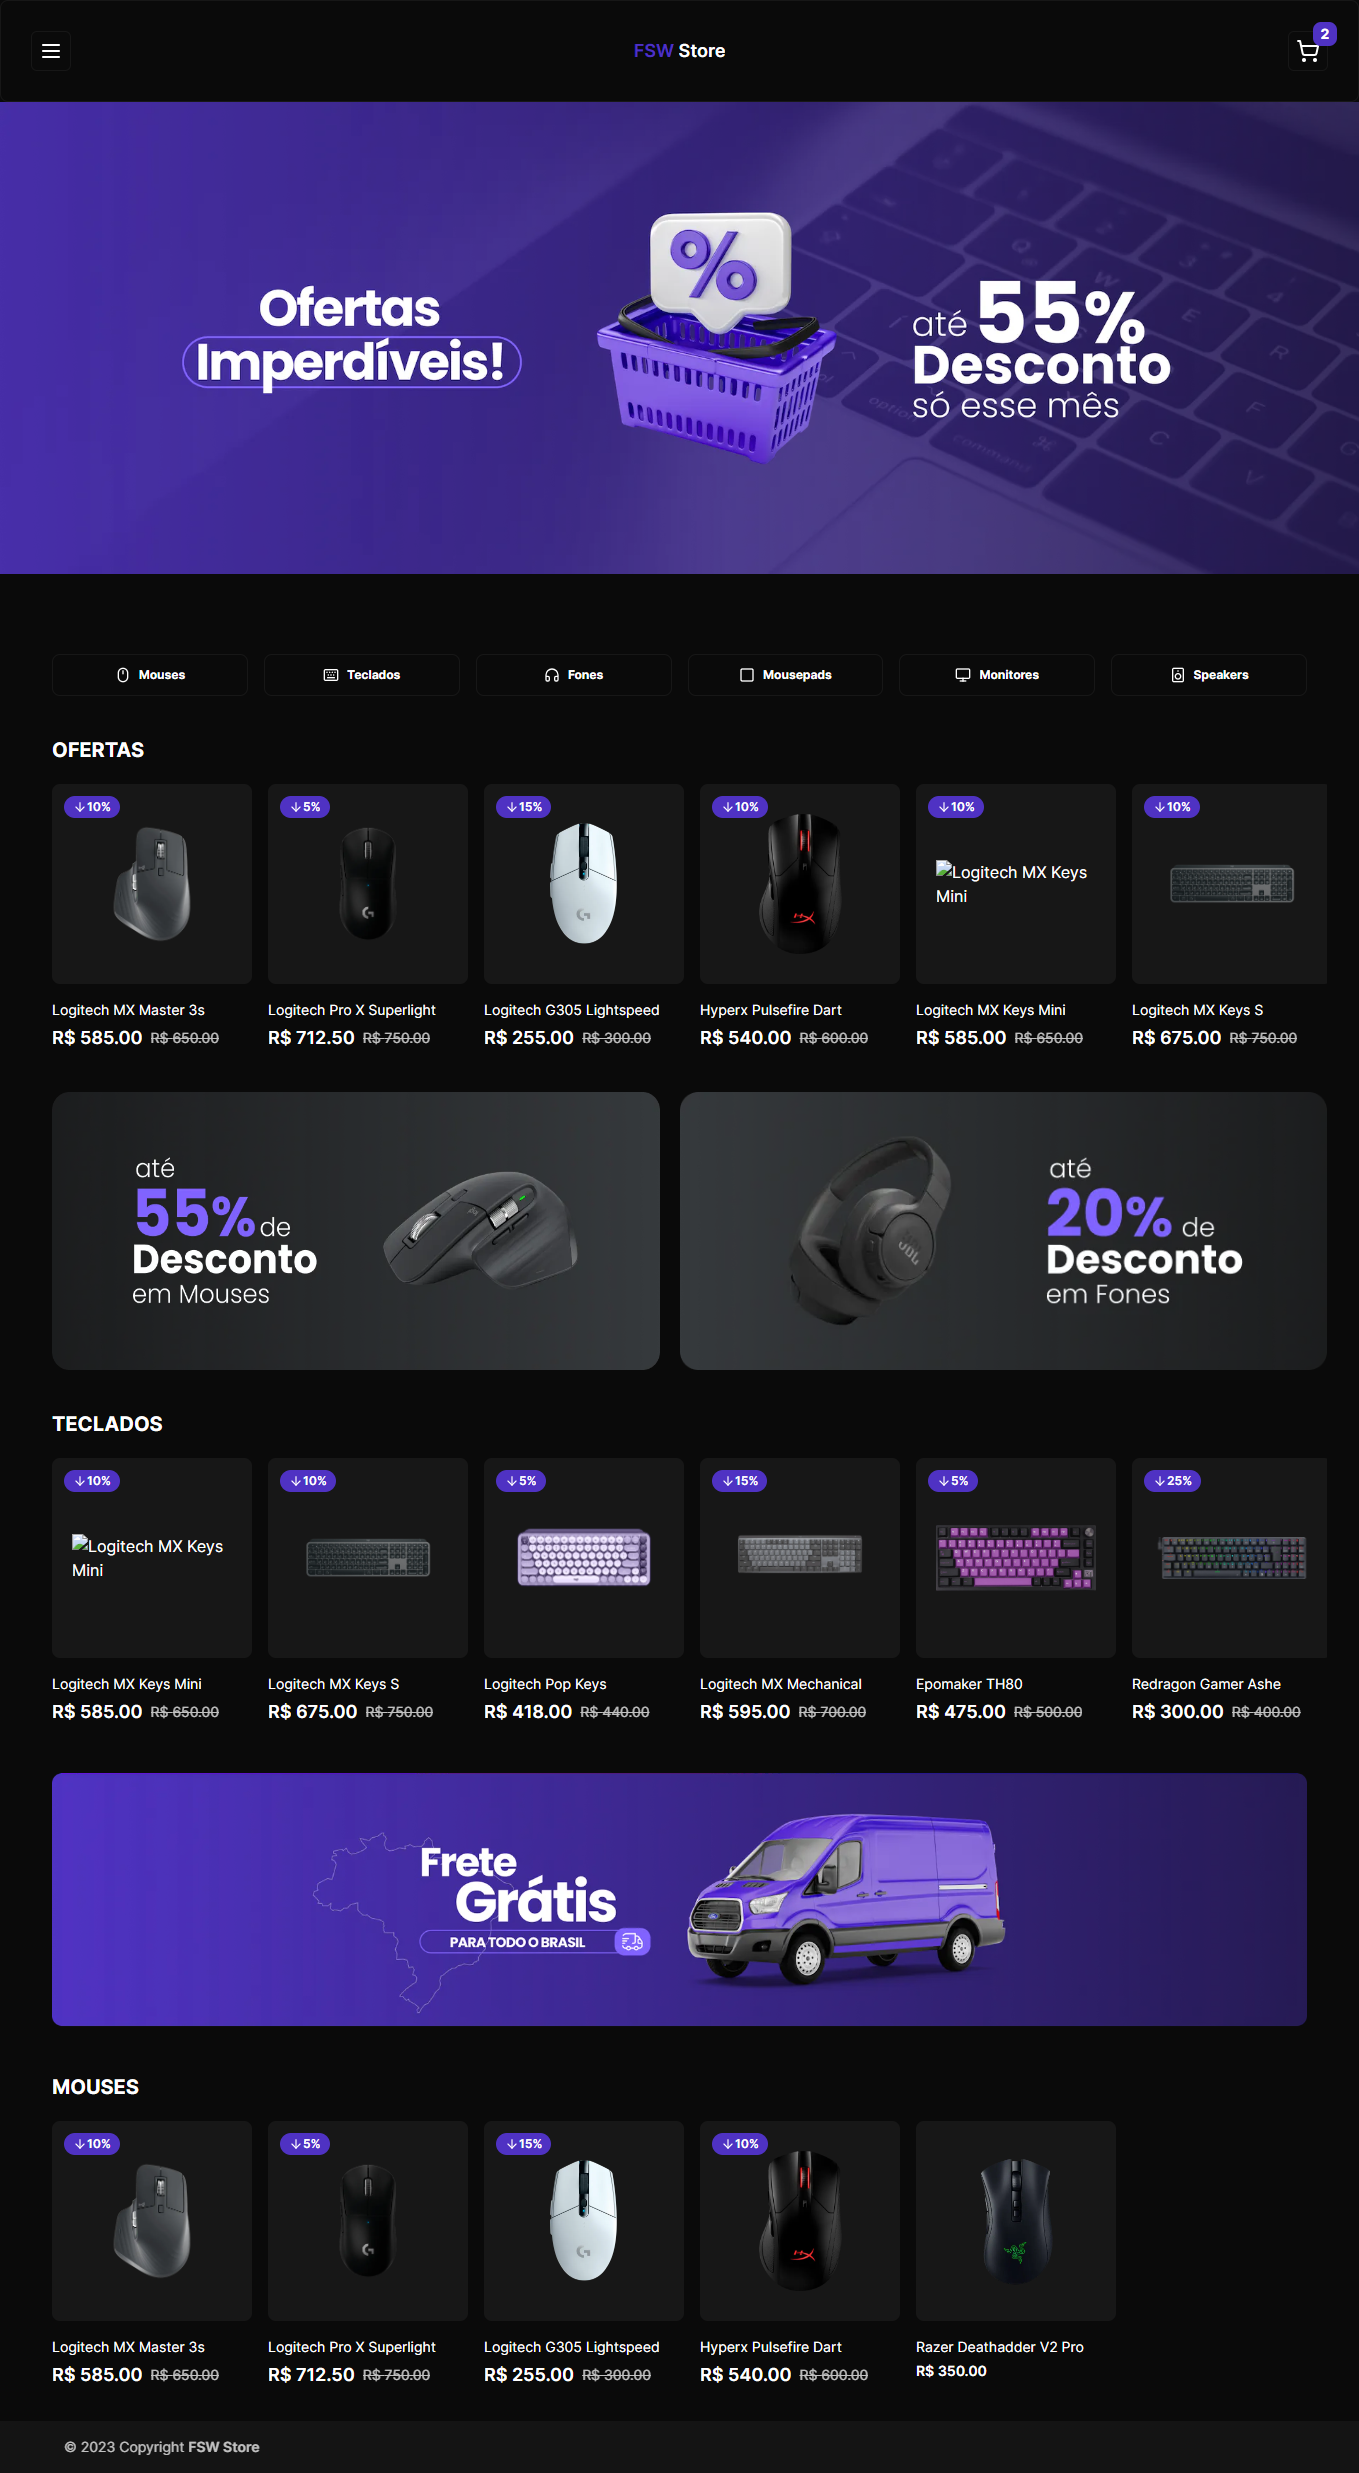 FSW Store
2
Ofertas
Imperdíveis!
%
até 55%
Desconto
só esse mês
Mouses
Teclados
Fones
Mousepads
Monitores
Speakers
OFERTAS
10%
5%
15%
10%
10%
10%
Logitech MX Keys
Mini
Logitech MX Master 3s
R$ 585.00 R$ 650.00
Logitech Pro X Superlight
R$ 712.50 R$ 750.00
Logitech G305 Lightspeed
R$ 255.00 R$ 300.00
Hyperx Pulsefire Dart
R$ 540.00 R$ 600.00
Logitech MX Keys Mini
R$ 585.00 R$ 650.00
Logitech MX Keys S
R$ 675.00 R$ 750.00
até
55% de
Desconto
em Mouses
JBL
até
20% de
Desconto
em Fones
TECLADOS
10%
10%
5%
15%
5%
25%
Logitech MX Keys
Mini
Logitech MX Keys Mini
R$ 585.00 R$ 650.00
Logitech MX Keys S
R$ 675.00 R$ 750.00
Logitech Pop Keys
R$ 418.00 R$ 440.00
Logitech MX Mechanical
R$ 595.00 R$ 700.00
Epomaker TH80
R$ 475.00 R$ 500.00
Redragon Gamer Ashe
R$ 300.00 R$ 400.00
Frete
Grátis
PARA TODO O BRASIL
MOUSES
10%
5%
15%
10%
Logitech MX Master 3s
R$ 585.00 R$ 650.00
Logitech Pro X Superlight
R$ 712.50 R$ 750.00
Logitech G305 Lightspeed
R$ 255.00 R$ 300.00
Hyperx Pulsefire Dart
R$ 540.00 R$ 600.00
Razer Deathadder V2 Pro
R$ 350.00
© 2023 Copyright FSW Store